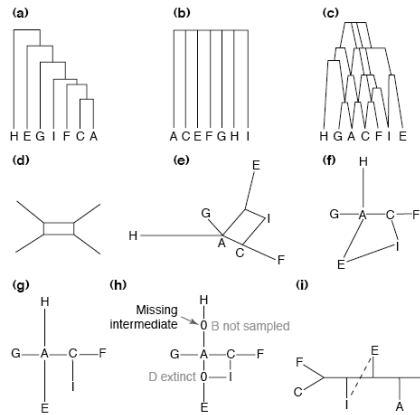 (a) (b) (c)
H E G I F C A A C E F G H I H G A C F I E
(d) (e) (f)
E
H
G
I
H
A
C
F
G A C F
I
E
(g) (h) (i)
H
Missing
intermediate
H
0 B not sampled
G A C F
I
E
G A C F
D extinct 0 I
E
F
C
E
I
A